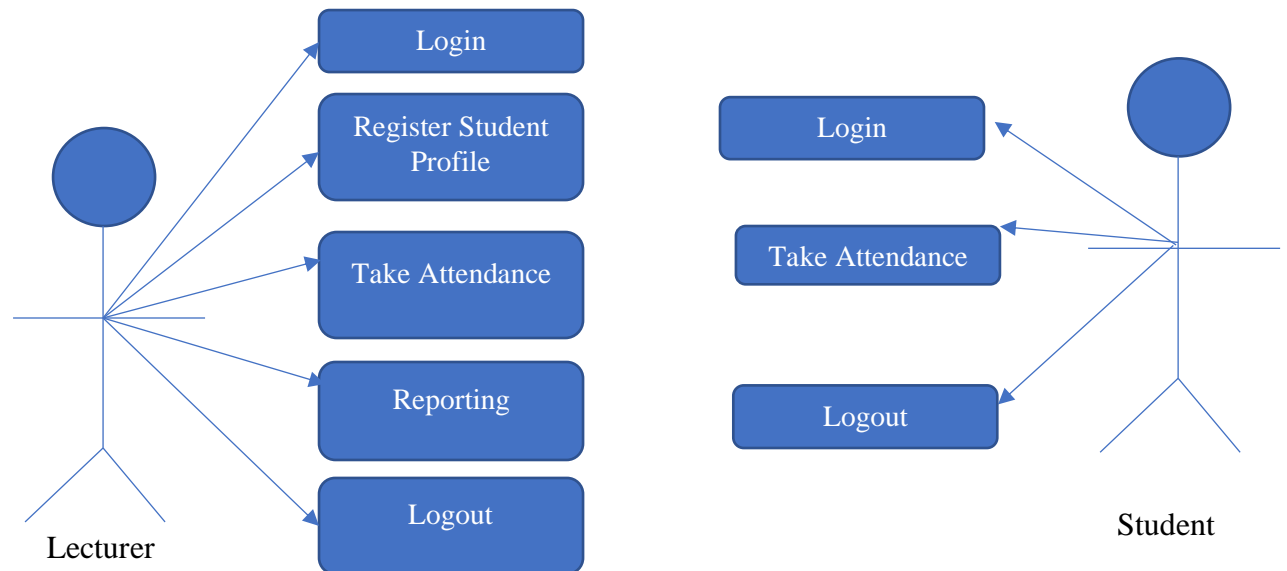 Login
Register Student
Profile
Take Attendance
Reporting
Logout
Lecturer
Login
Take Attendance
Logout
Student